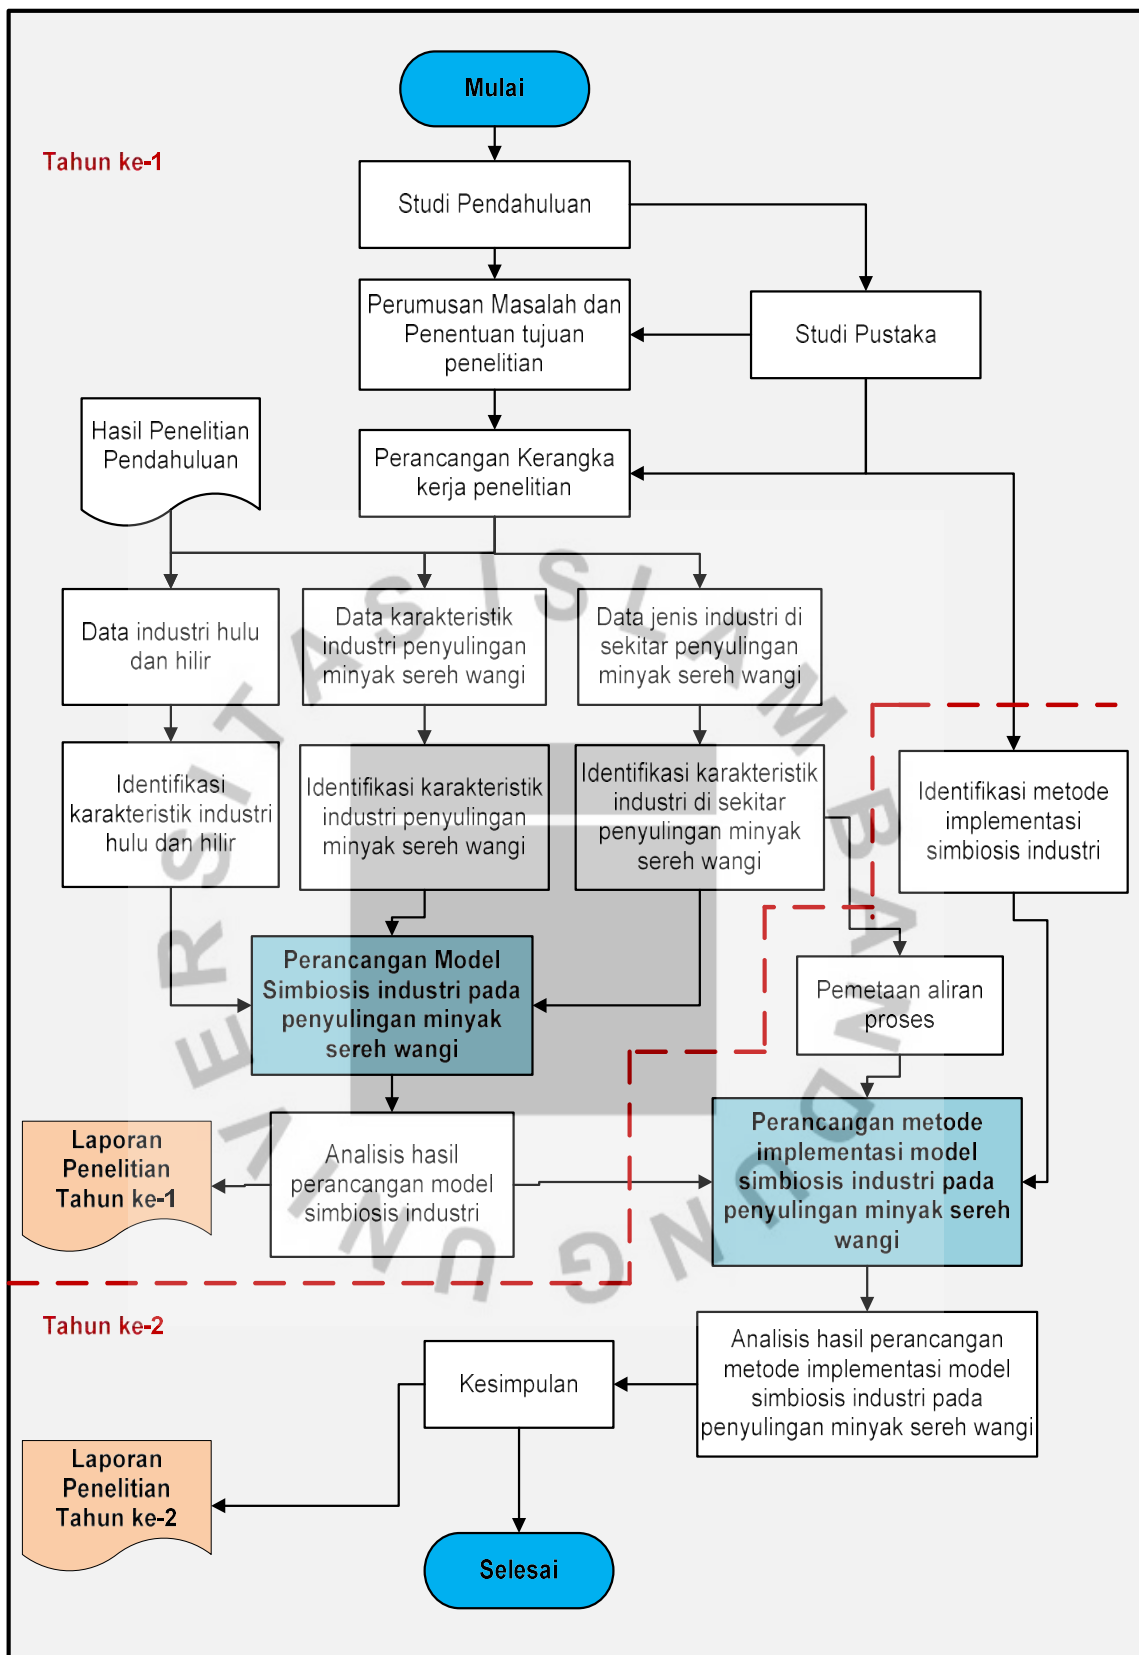 Mulai
Tahun ke-1
Studi Pendahuluan
Perumusan Masalah dan
Penentuan tujuan
penelitian
Studi Pustaka
Hasil Penelitian
Pendahuluan
Perancangan Kerangka
kerja penelitian
Data industri hulu
dan hilir
Data karakteristik
industri penyulingan
minyak sereh wangi
Data jenis industri di
sekitar penyulingan
minyak sereh wangi
Identifikasi
karakteristik industri
hulu dan hilir
Identifikasi karakteristik
industri penyulingan
minyak sereh wangi
Identifikasi karakteristik
industri di sekitar
penyulingan minyak
sereh wangi
Identifikasi metode
implementasi
simbiosis industri
Perancangan Model
Simbiosis industri pada
penyulingan minyak
sereh wangi
Pemetaan aliran
proses
Laporan
Penelitian
Tahun ke-1
Analisis hasil
perancangan model
simbiosis industri
Perancangan metode
implementasi model
simbiosis industri pada
penyulingan minyak sereh
wangi
Tahun ke-2
Kesimpulan
Analisis hasil perancangan
metode implementasi model
simbiosis industri pada
penyulingan minyak sereh wangi
Laporan
Penelitian
Tahun ke-2
Selesai
UNIVERSITAS ISLAM BANDUNG